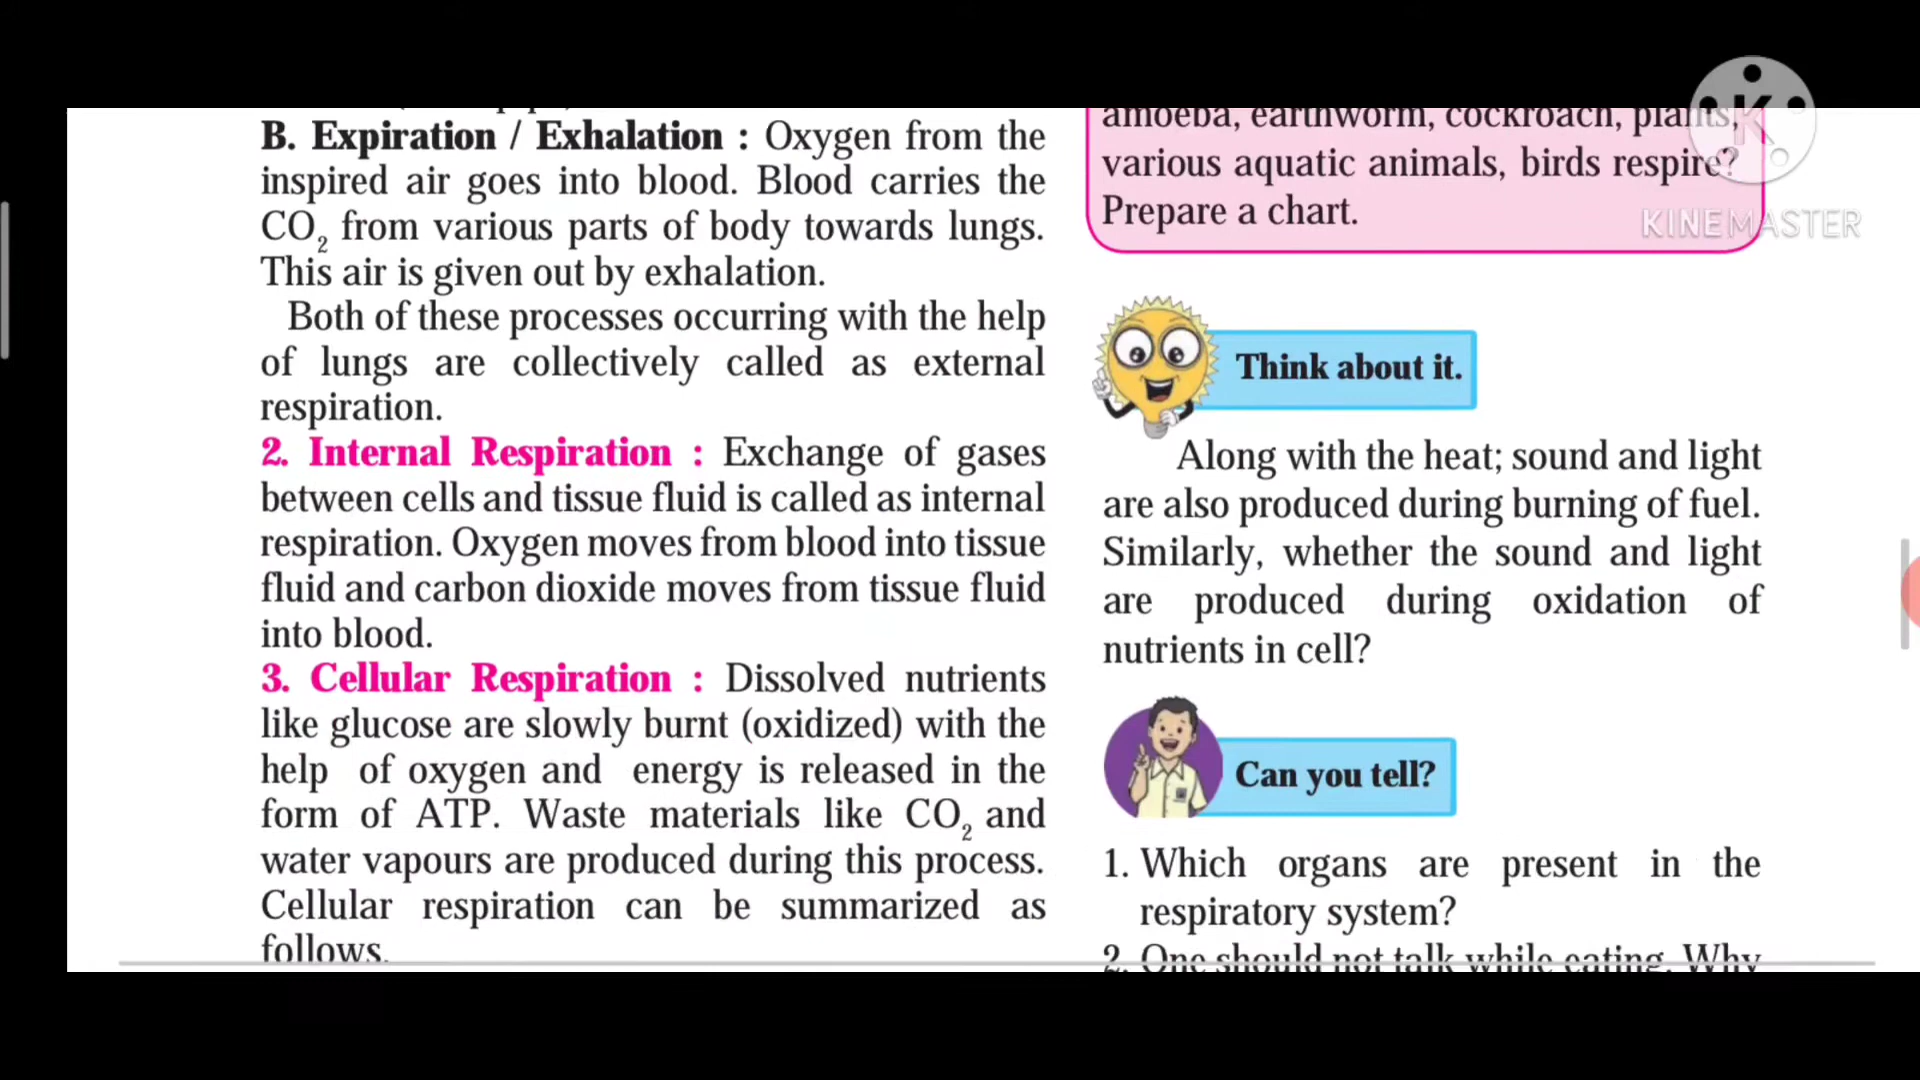 B. Expiration / Exhalation : Oxygen from the
inspired air goes into blood. Blood carries the
CO₂ from various parts of body towards lungs.
This air is given out by exhalation.
Both of these processes occurring with the help
of lungs are collectively called as external
respiration.
2. Internal Respiration : Exchange of gases
between cells and tissue fluid is called as internal
respiration. Oxygen moves from blood into tissue
fluid and carbon dioxide moves from tissue fluid
into blood.
3. Cellular Respiration : Dissolved nutrients
like glucose are slowly burnt (oxidized) with the
help of oxygen and energy is released in the
form of ATP. Waste materials like CO₂ and
water vapours are produced during this process.
Cellular respiration can be summarized as
follows.
amoeba, earthworm, cockroach, plants,
various aquatic animals, birds respire?
Prepare a chart.
K
KINEMASTER
Think about it.
Along with the heat; sound and light
are also produced during burning of fuel.
Similarly, whether the sound and light
are produced during oxidation of
nutrients in cell?
Can you tell?
1. Which organs are present in the
respiratory system?
2. One should not talk while eating. Why